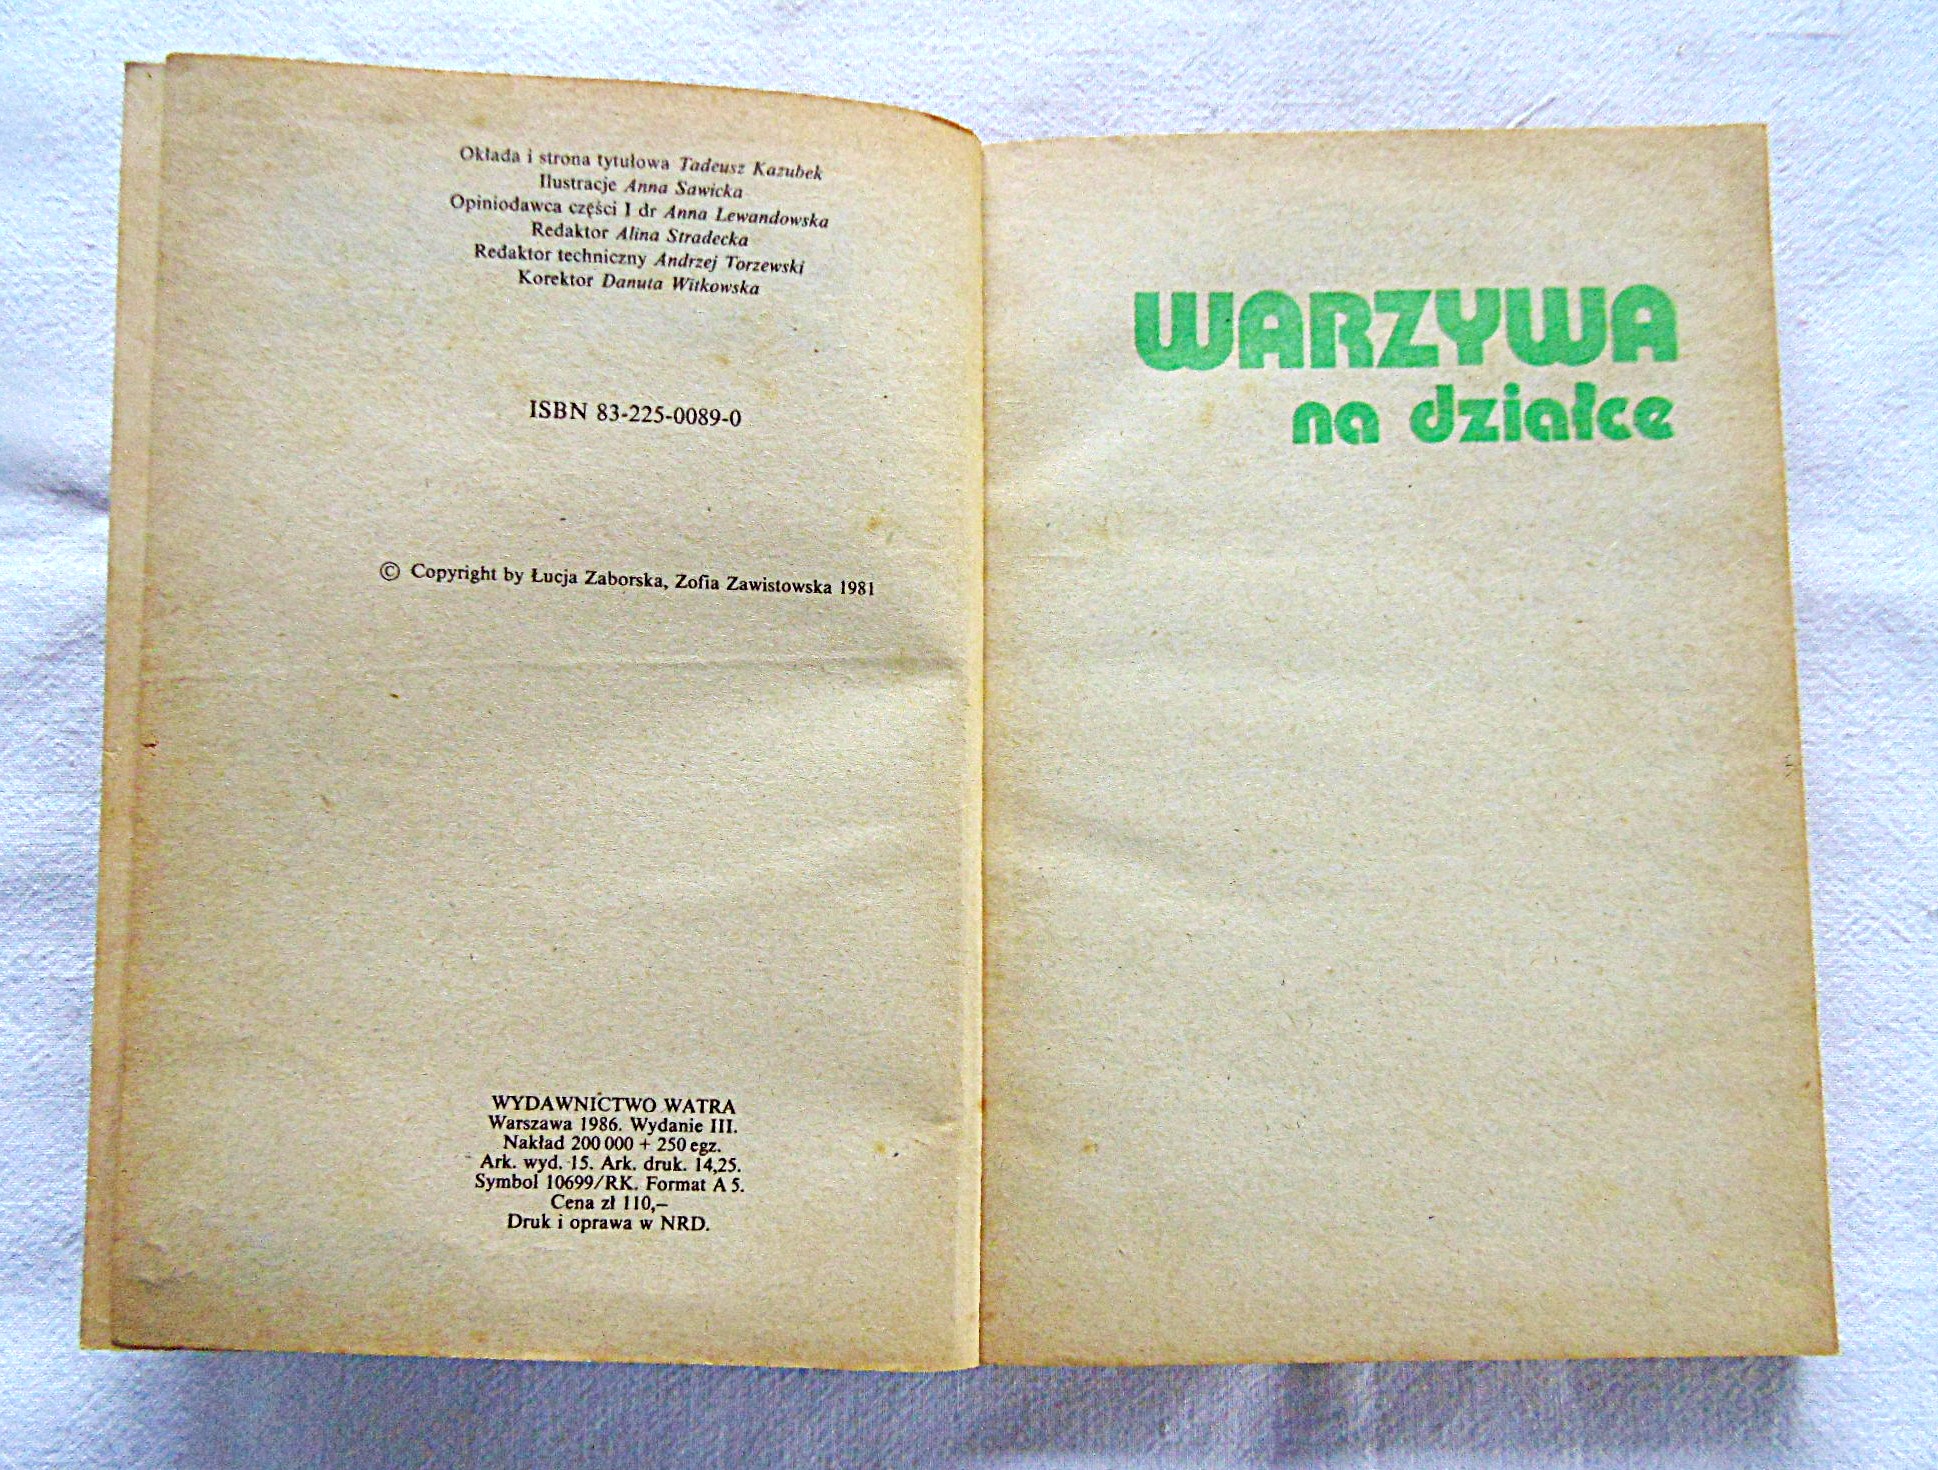 Okłada i strona tytułowa Tadeusz Kazubek
Ilustracje Anna Sawicka
Opiniodawca części I dr Anna Lewandowska
Redaktor Alina Stradecka
Redaktor techniczny Andrzej Torzewski
Korektor Danuta Witkowska
ISBN 83-225-0089-0
© Copyright by Łucja Zaborska, Zofia Zawistowska 1981
WYDAWNICTWO WATRA
Warszawa 1986. Wydanie III.
Nakład 200 000 + 250 egz.
Ark. wyd. 15. Ark. druk. 14,25.
Symbol 10699/RK. Format A 5.
Cena zł 110,–
Druk i oprawa w NRD.
WARZYWA
na działce